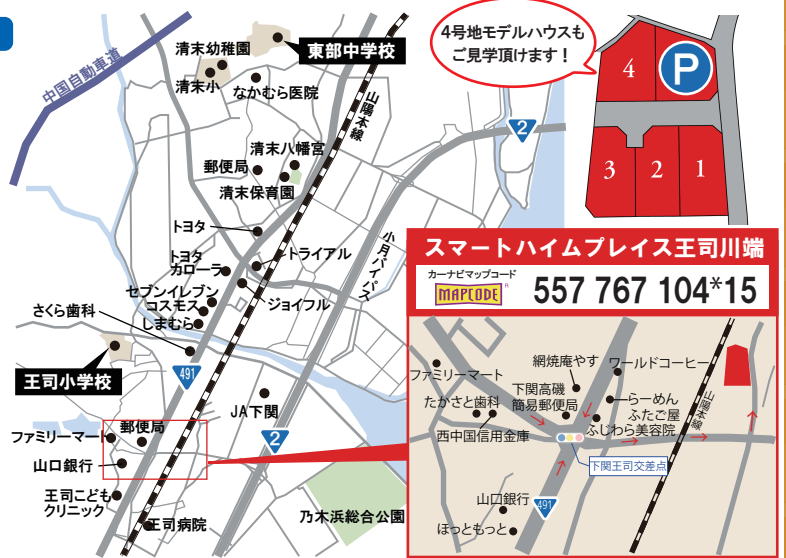 中国自動車道
清末幼稚園
清末小
東部中学校
なかむら医院
山陽本線
4号地モデルハウスも
ご見学頂けます！
4
P
3
2
1
2
清末八幡宮
郵便局
清末保育園
トヨタ
トライアル
小月バイパス
トヨタ
カローラ
セブンイレブン
コスモス
ジョイフル
さくら歯科
しまむら
王司小学校
491
JA下関
2
郵便局
ファミリーマート
山口銀行
王司こども
クリニック
王司病院
乃木浜総合公園
スマートハイムプレイス王司川端
カーナビマップコード
MAPCODE®
557 767 104*15
網焼庵やす
ワールドコーヒー
ファミリーマート
下関高磯
簡易郵便局
たかさと歯科
らーめん
ふたご屋
ふじわら美容院
西中国信用金庫
山陽本線
下関王司交差点
山口銀行
491
ほっともっと